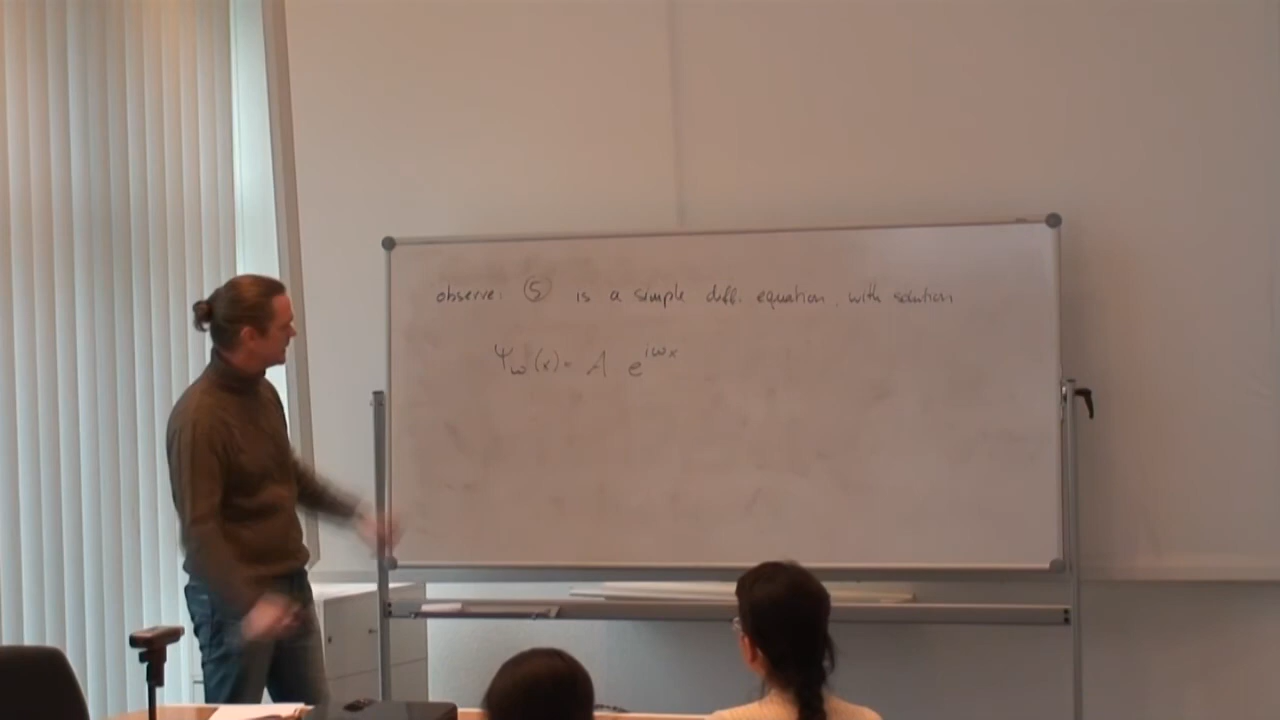 observe: ⑤ is a simple diff. equation, with solution
Ψω(x) = A e^{iωx}